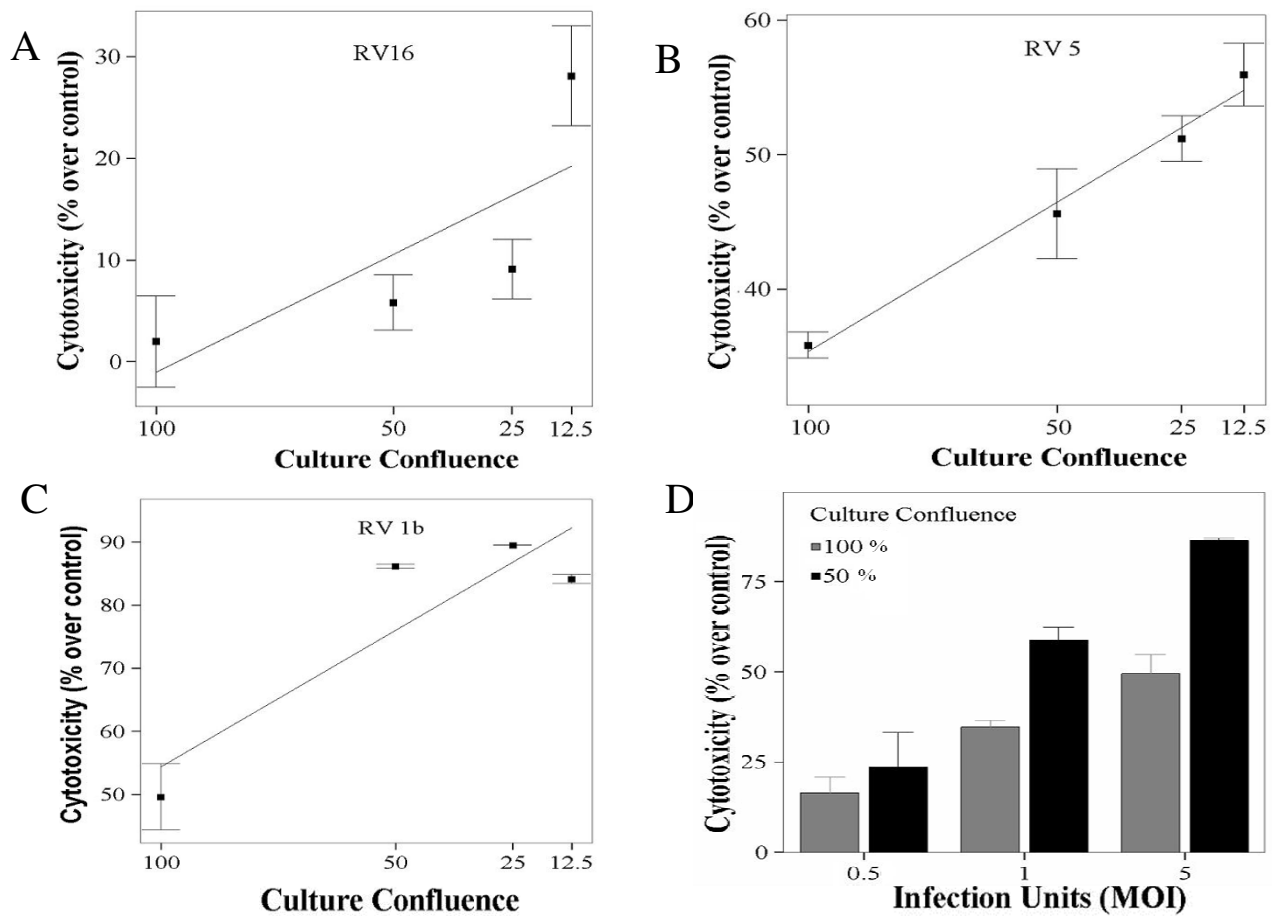 A
RV16
Cytotoxicity (% over control)
30
20
10
0
100 50 25 12.5
Culture Confluence
B
RV 5
Cytotoxicity (% over control)
60
50
40
100 50 25 12.5
Culture Confluence
C
RV 1b
Cytotoxicity (% over control)
90
80
70
60
50
100 50 25 12.5
Culture Confluence
D
Culture Confluence
100 %
50 %
Cytotoxicity (% over control)
75
50
25
0
0.5 1 5
Infection Units (MOI)